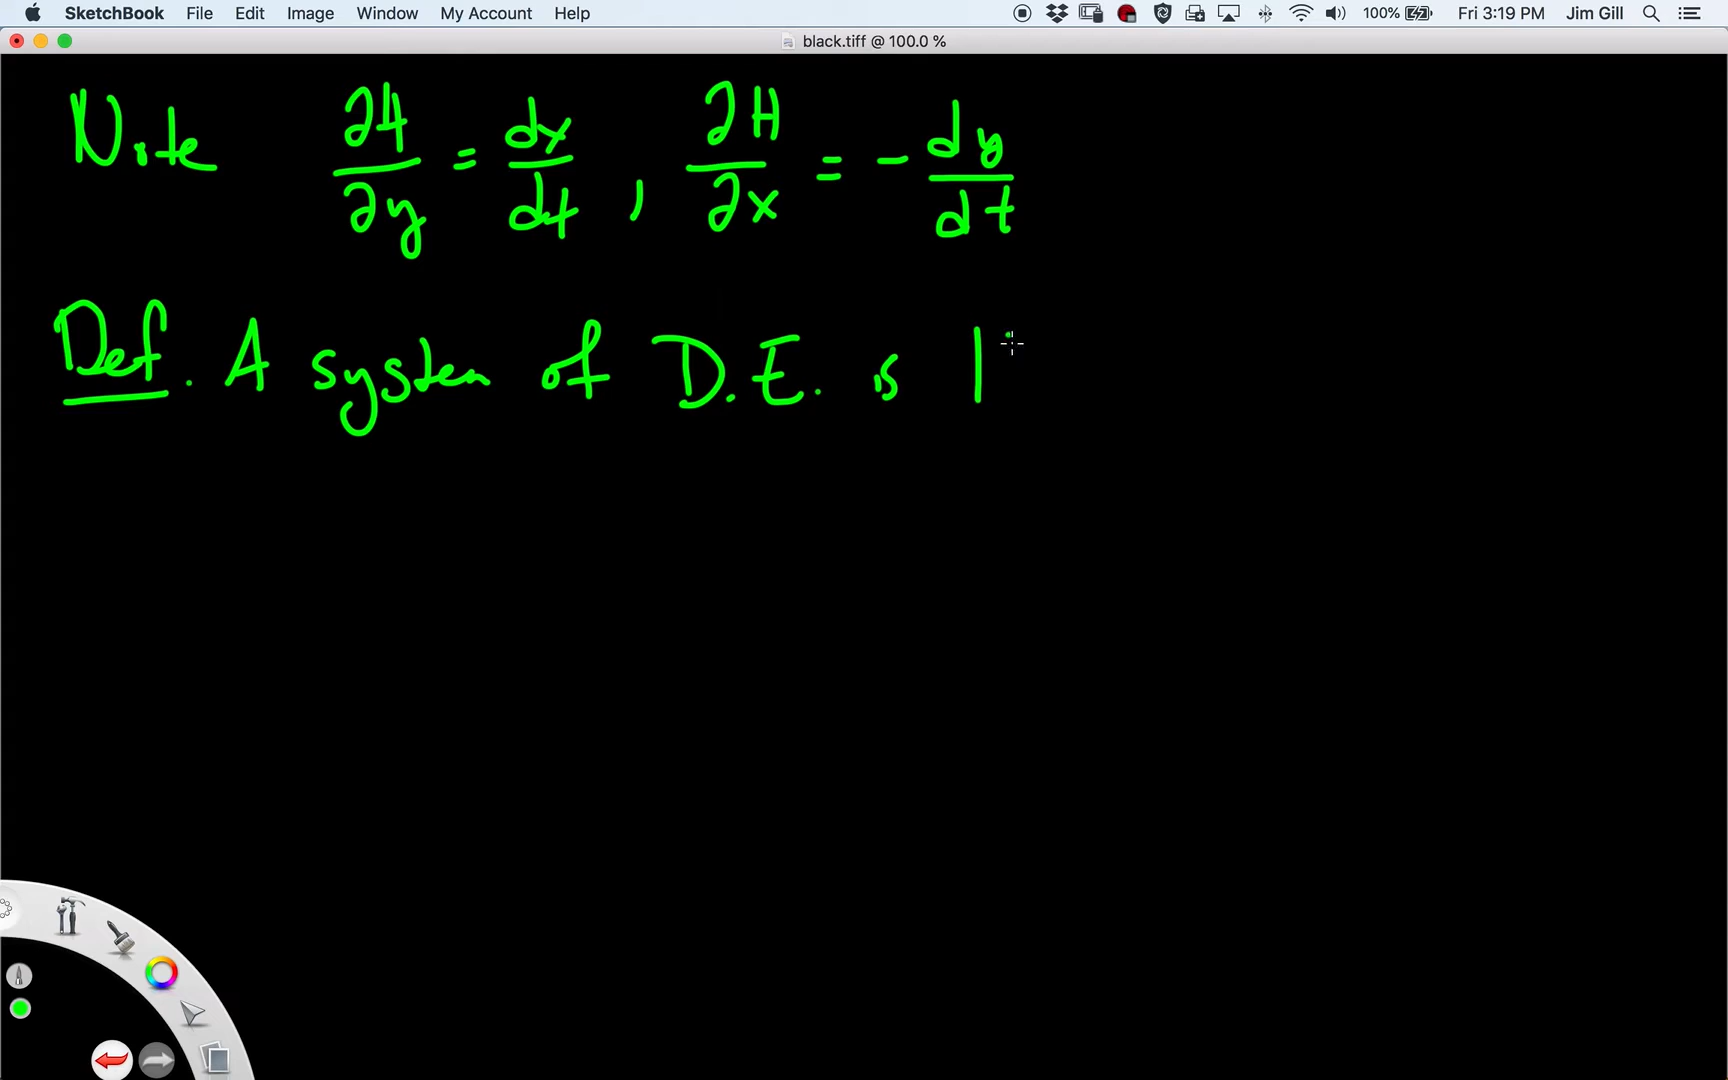 SketchBook File Edit Image Window My Account Help 100% Fri 3:19 PM Jim Gill
black.tiff @ 100.0 %
Note ∂H/∂y = dx/dt , ∂H/∂x = - dy/dt
Def. A system of D.E. is